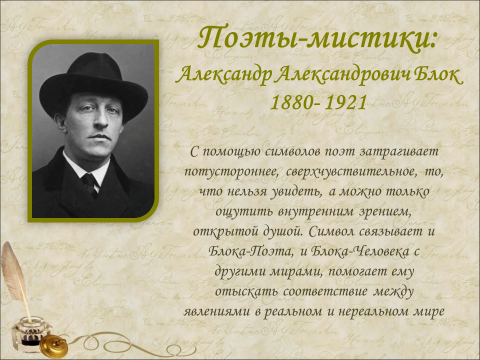 Поэты-мистики:
Александр Александрович Блок
1880- 1921
С помощью символов поэт затрагивает
потустороннее, сверхчувствительное, то,
что нельзя увидеть, а можно только
ощутить внутренним зрением,
открытой душой. Символ связывает и
Блока-Поэта, и Блока-Человека с
другими мирами, помогает ему
отыскать соответствие между
явлениями в реальном и нереальном мире